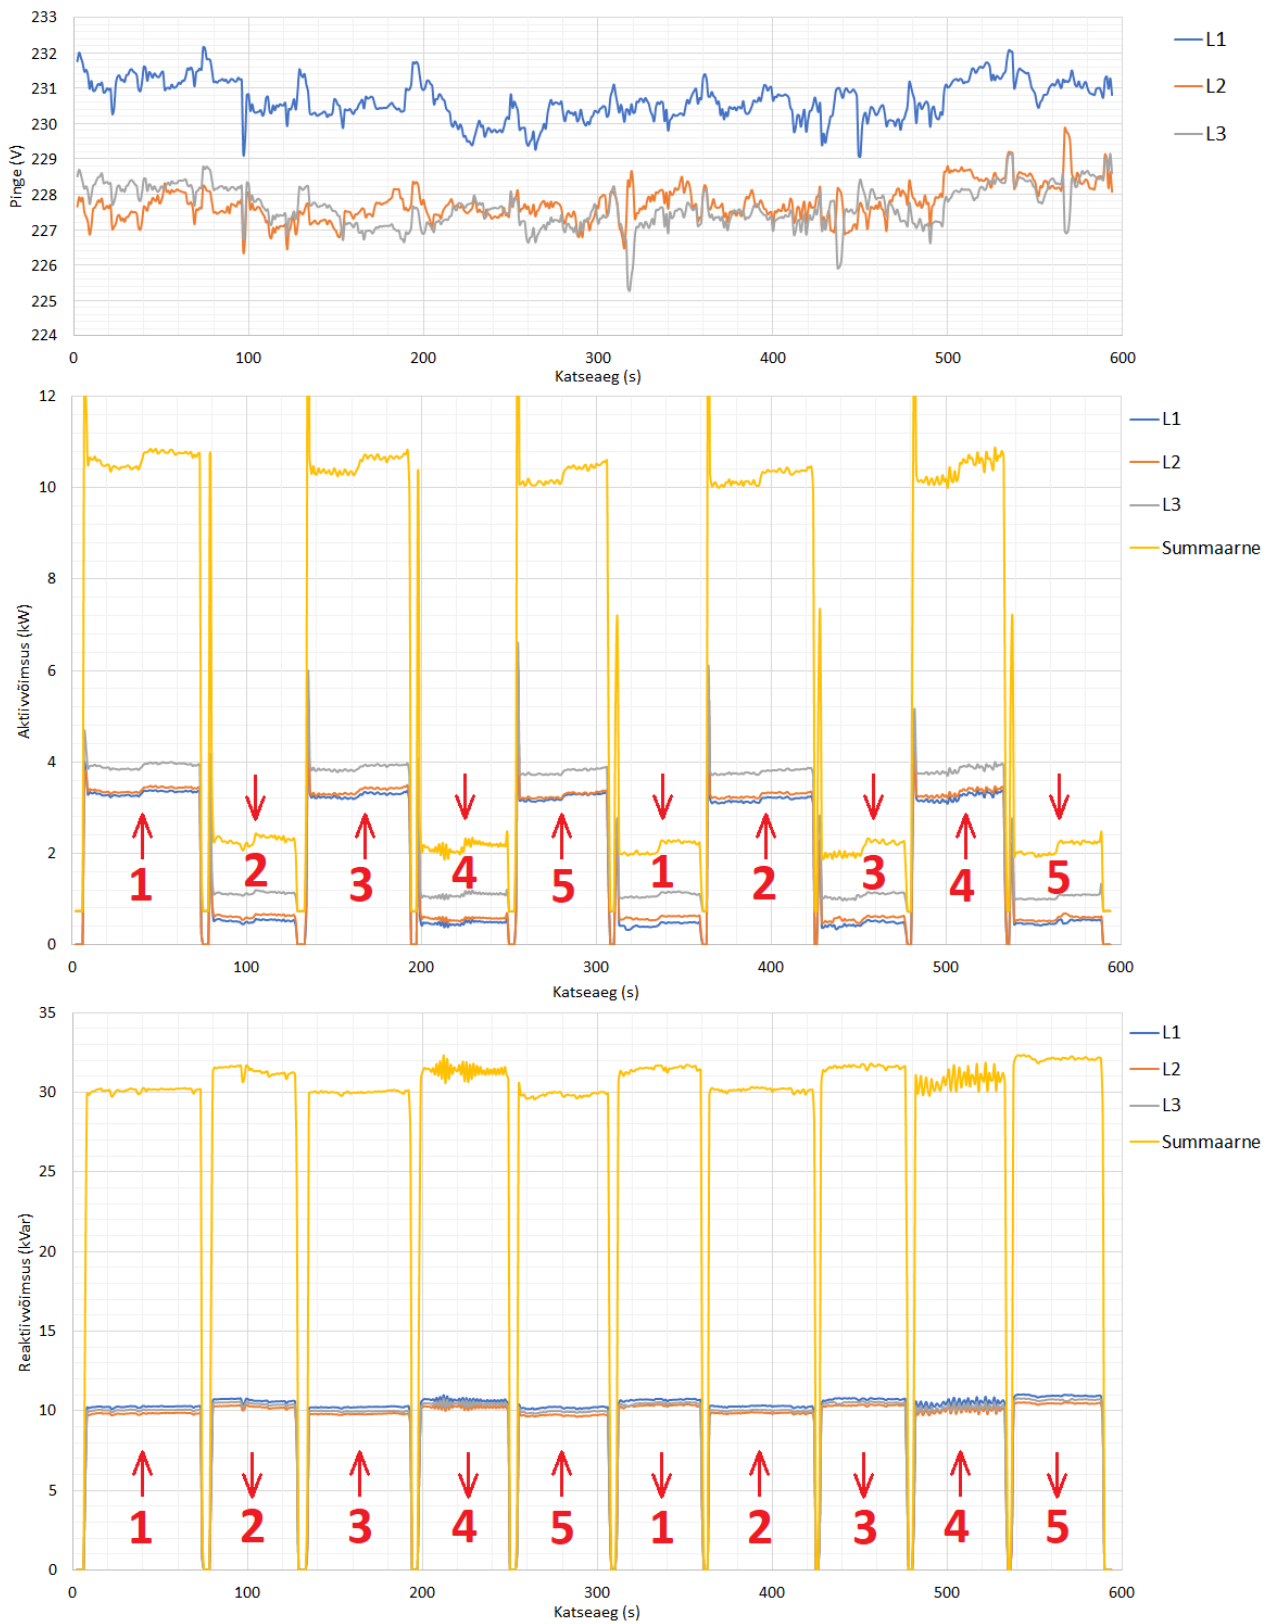 233
232
231
230
229
228
227
226
225
224
Pinge (V)
0 100 200 300 400 500 600
Katseaeg (s)
L1
L2
L3
12
10
8
6
4
2
0
Aktiivvõimsus (kW)
1 2 3 4 5 1 2 3 4 5
0 100 200 300 400 500 600
Katseaeg (s)
L1
L2
L3
Summaarne
35
30
25
20
15
10
5
0
Reaktiivvõimsus (kVar)
1 2 3 4 5 1 2 3 4 5
0 100 200 300 400 500 600
Katseaeg (s)
L1
L2
L3
Summaarne